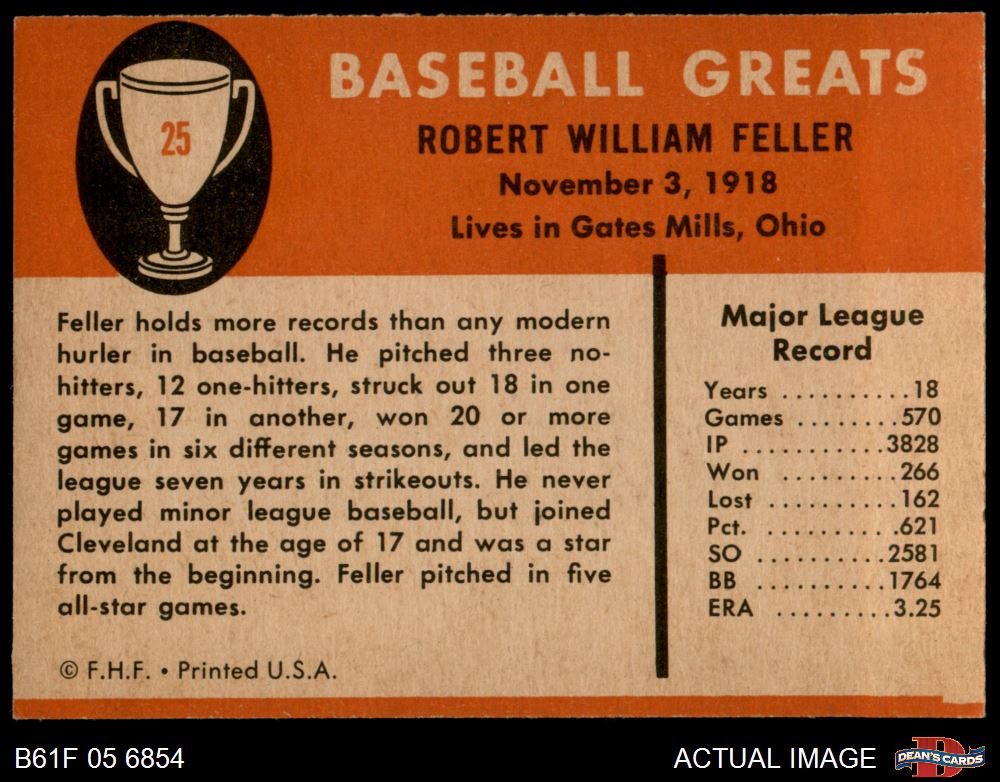 25
BASEBALL GREATS
ROBERT WILLIAM FELLER
November 3, 1918
Lives in Gates Mills, Ohio
Feller holds more records than any modern
hurler in baseball. He pitched three no-
hitters, 12 one-hitters, struck out 18 in one
game, 17 in another, won 20 or more
games in six different seasons, and led the
league seven years in strikeouts. He never
played minor league baseball, but joined
Cleveland at the age of 17 and was a star
from the beginning. Feller pitched in five
all-star games.
© F.H.F. • Printed U.S.A.
Major League
Record
Years ..........18
Games ........570
IP ...........3828
Won .........266
Lost .........162
Pct. ..........621
SO ..........2581
BB ..........1764
ERA .........3.25
B61F 05 6854
ACTUAL IMAGE
D
DEAN'S CARDS